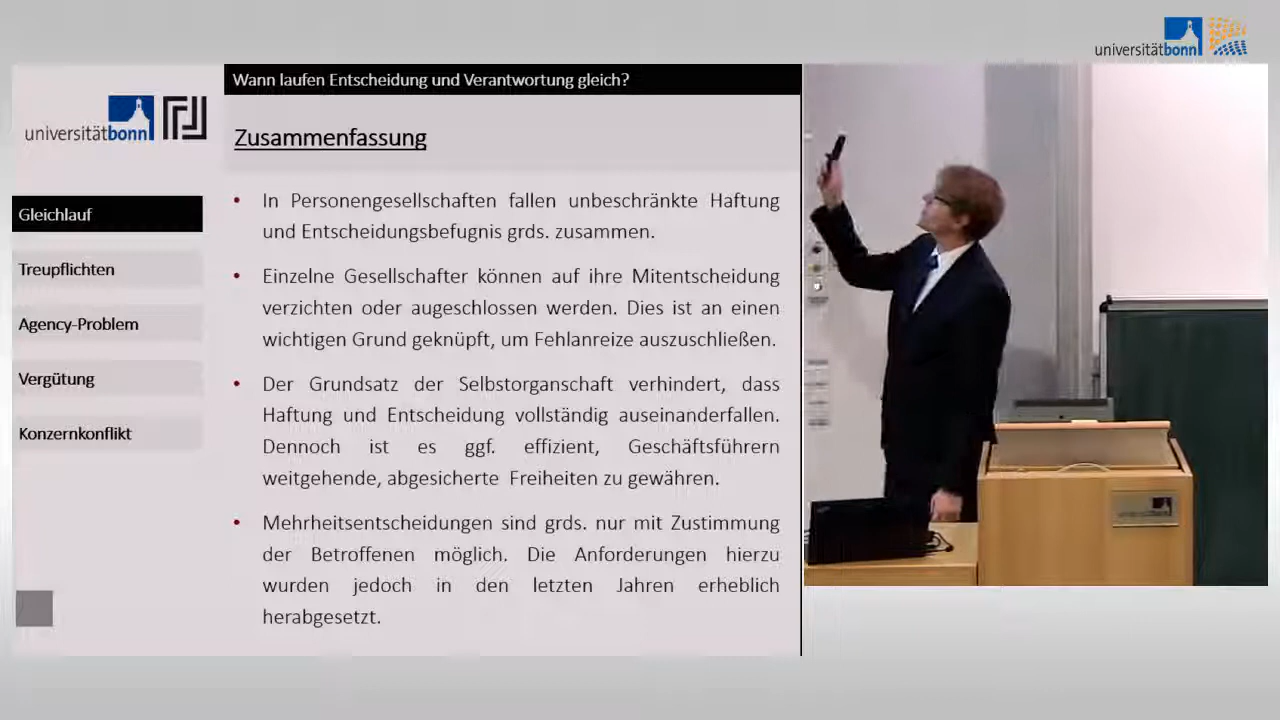 universitätbonn
Wann laufen Entscheidung und Verantwortung gleich?
universitätbonn
Zusammenfassung
Gleichlauf
Treupflichten
Agency-Problem
Vergütung
Konzernkonflikt
• In Personengesellschaften fallen unbeschränkte Haftung
und Entscheidungsbefugnis grds. zusammen.
• Einzelne Gesellschafter können auf ihre Mitentscheidung
verzichten oder augeschlossen werden. Dies ist an einen
wichtigen Grund geknüpft, um Fehlanreize auszuschließen.
• Der Grundsatz der Selbstorganschaft verhindert, dass
Haftung und Entscheidung vollständig auseinanderfallen.
Dennoch ist es ggf. effizient, Geschäftsführern
weitgehende, abgesicherte Freiheiten zu gewähren.
• Mehrheitsentscheidungen sind grds. nur mit Zustimmung
der Betroffenen möglich. Die Anforderungen hierzu
wurden jedoch in den letzten Jahren erheblich
herabgesetzt.